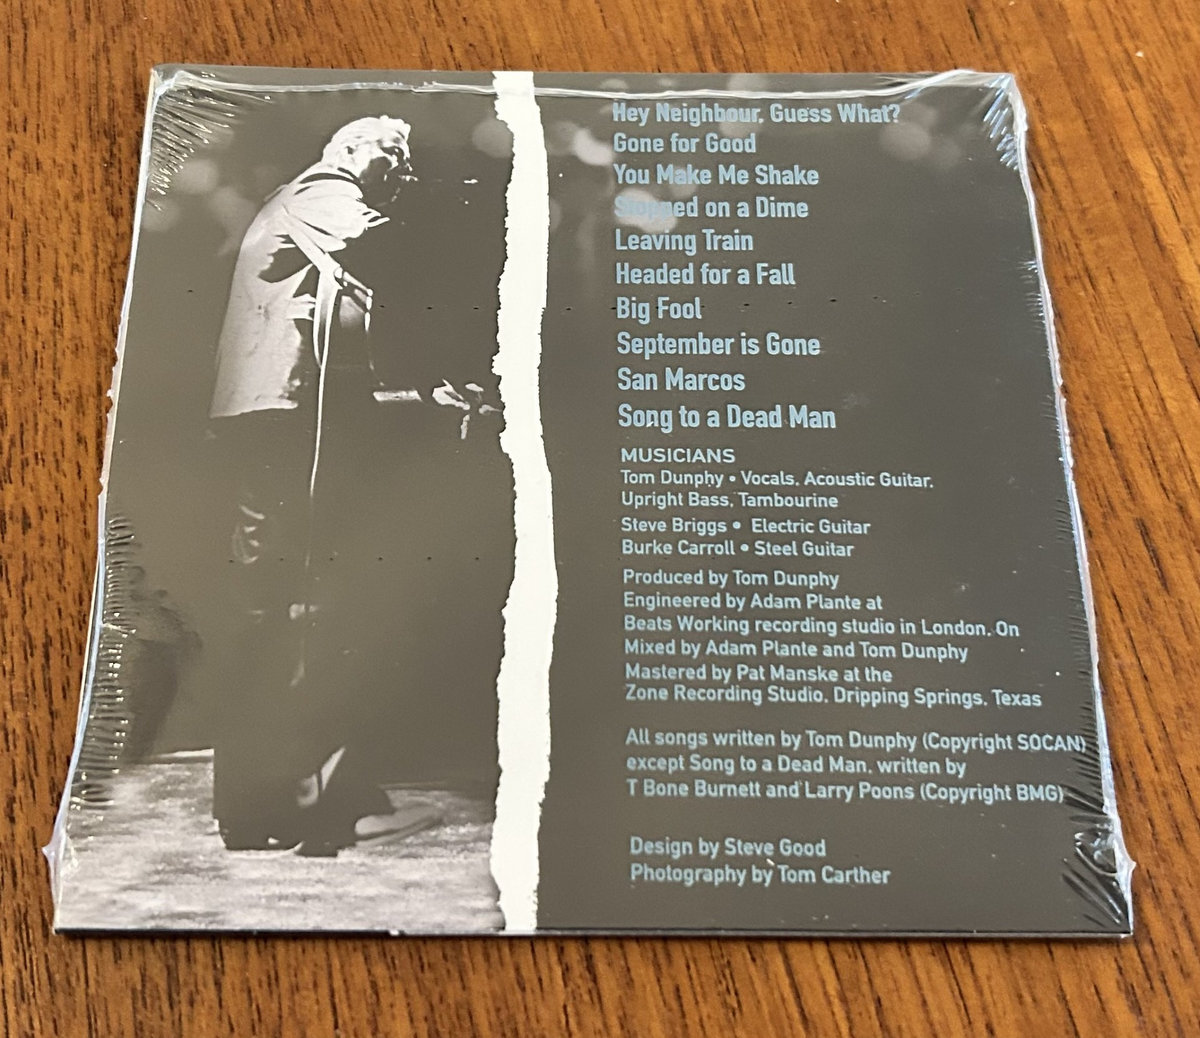 Hey Neighbour, Guess What?
Gone for Good
You Make Me Shake
Stopped on a Dime
Leaving Train
Headed for a Fall
Big Fool
September is Gone
San Marcos
Song to a Dead Man
MUSICIANS
Tom Dunphy • Vocals, Acoustic Guitar,
Upright Bass, Tambourine
Steve Briggs • Electric Guitar
Burke Carroll • Steel Guitar
Produced by Tom Dunphy
Engineered by Adam Plante at
Beats Working recording studio in London, On
Mixed by Adam Plante and Tom Dunphy
Mastered by Pat Manske at the
Zone Recording Studio, Dripping Springs, Texas
All songs written by Tom Dunphy (Copyright SOCAN)
except Song to a Dead Man, written by
T Bone Burnett and Larry Poons (Copyright BMG)
Design by Steve Good
Photography by Tom Carther